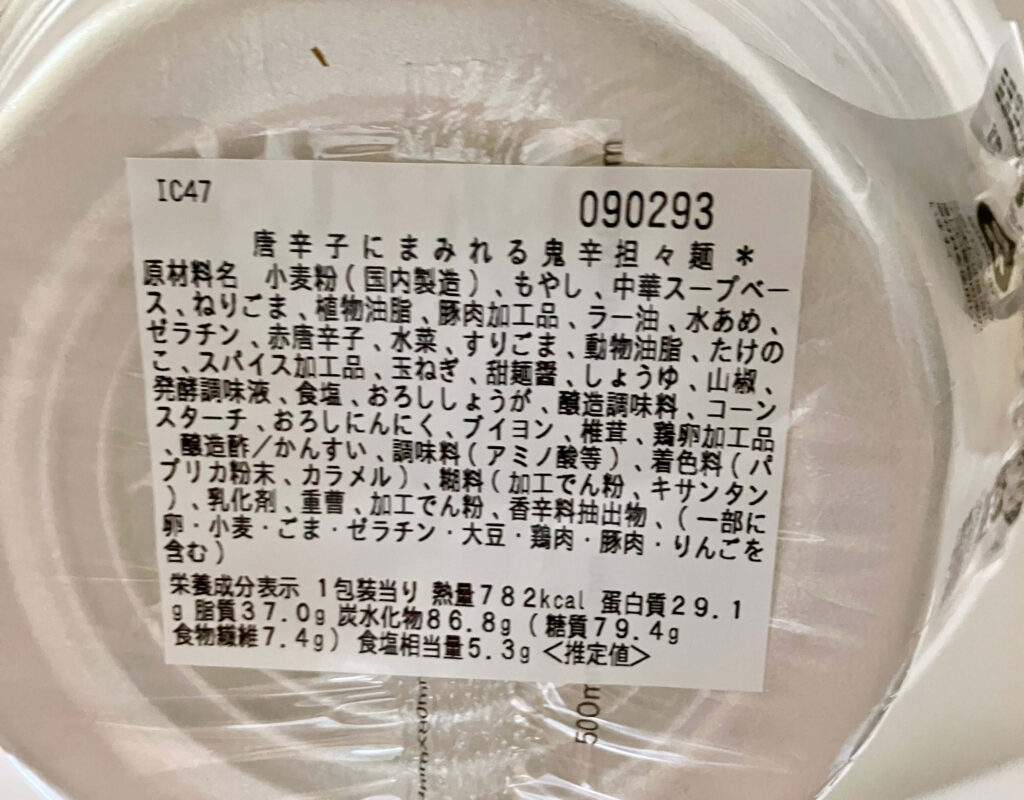 IC47
090293
唐辛子にまみれる鬼辛担々麺＊
原材料名　小麦粉（国内製造）、もやし、中華スープベー
ス、ねりごま、植物油脂、豚肉加工品、ラー油、水あめ、
ゼラチン、赤唐辛子、水菜、すりごま、動物油脂、たけの
こ、スパイス加工品、玉ねぎ、甜麺醤、しょうゆ、山椒、
発酵調味液、食塩、おろししょうが、醸造調味料、コーン
スターチ、おろしにんにく、ブイヨン、椎茸、鶏卵加工品
、醸造酢／かんすい、調味料（アミノ酸等）、着色料（パ
プリカ粉末、カラメル）、糊料（加工でん粉、キサンタン
）、乳化剤、重曹、加工でん粉、香辛料抽出物、（一部に
卵・小麦・ごま・ゼラチン・大豆・鶏肉・豚肉・りんごを
含む）
栄養成分表示　１包装当り　熱量７８２kcal　蛋白質２９.１
g　脂質３７.０g　炭水化物８６.８g（糖質７９.４g
食物繊維７.４g）　食塩相当量５.３g＜推定値＞